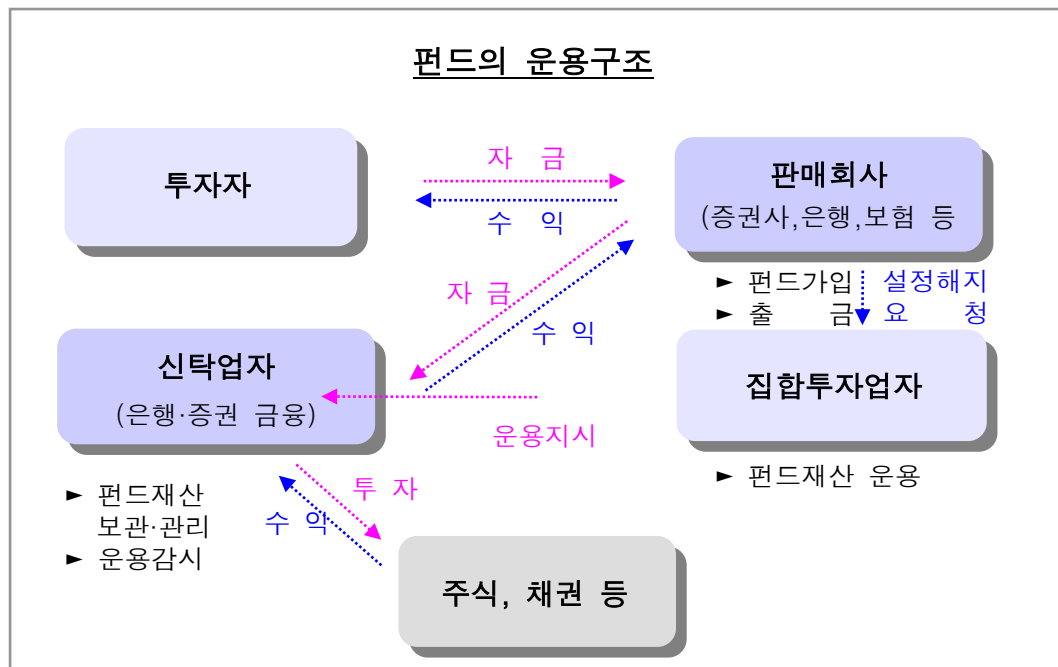 펀드의 운용구조
투자자
자 금
수 익
판매회사
(증권사,은행,보험 등
► 펀드가입
► 출 금
설정해지
요 청
자 금
수 익
신탁업자
(은행·증권 금융)
집합투자업자
운용지시
► 펀드재산 운용
► 펀드재산
보관·관리
► 운용감시
투 자
수 익
주식, 채권 등